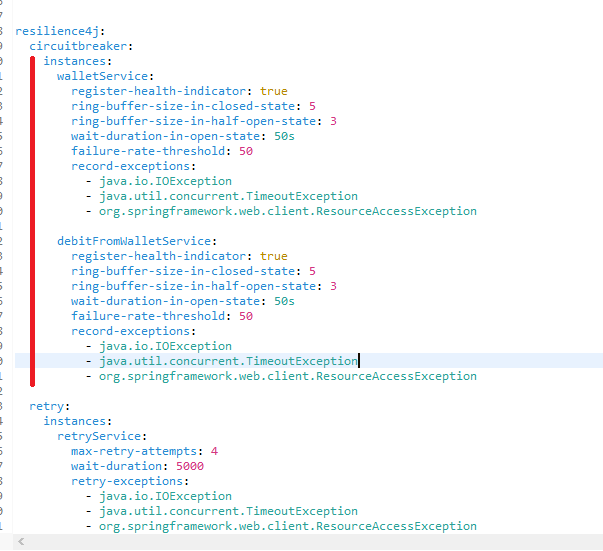 resilience4j:
  circuitbreaker:
    instances:
      walletService:
        register-health-indicator: true
        ring-buffer-size-in-closed-state: 5
        ring-buffer-size-in-half-open-state: 3
        wait-duration-in-open-state: 50s
        failure-rate-threshold: 50
        record-exceptions:
          - java.io.IOException
          - java.util.concurrent.TimeoutException
          - org.springframework.web.client.ResourceAccessException

      debitFromWalletService:
        register-health-indicator: true
        ring-buffer-size-in-closed-state: 5
        ring-buffer-size-in-half-open-state: 3
        wait-duration-in-open-state: 50s
        failure-rate-threshold: 50
        record-exceptions:
          - java.io.IOException
          - java.util.concurrent.TimeoutException
          - org.springframework.web.client.ResourceAccessException

  retry:
    instances:
      retryService:
        max-retry-attempts: 4
        wait-duration: 5000
        retry-exceptions:
          - java.io.IOException
          - java.util.concurrent.TimeoutException
          - org.springframework.web.client.ResourceAccessException